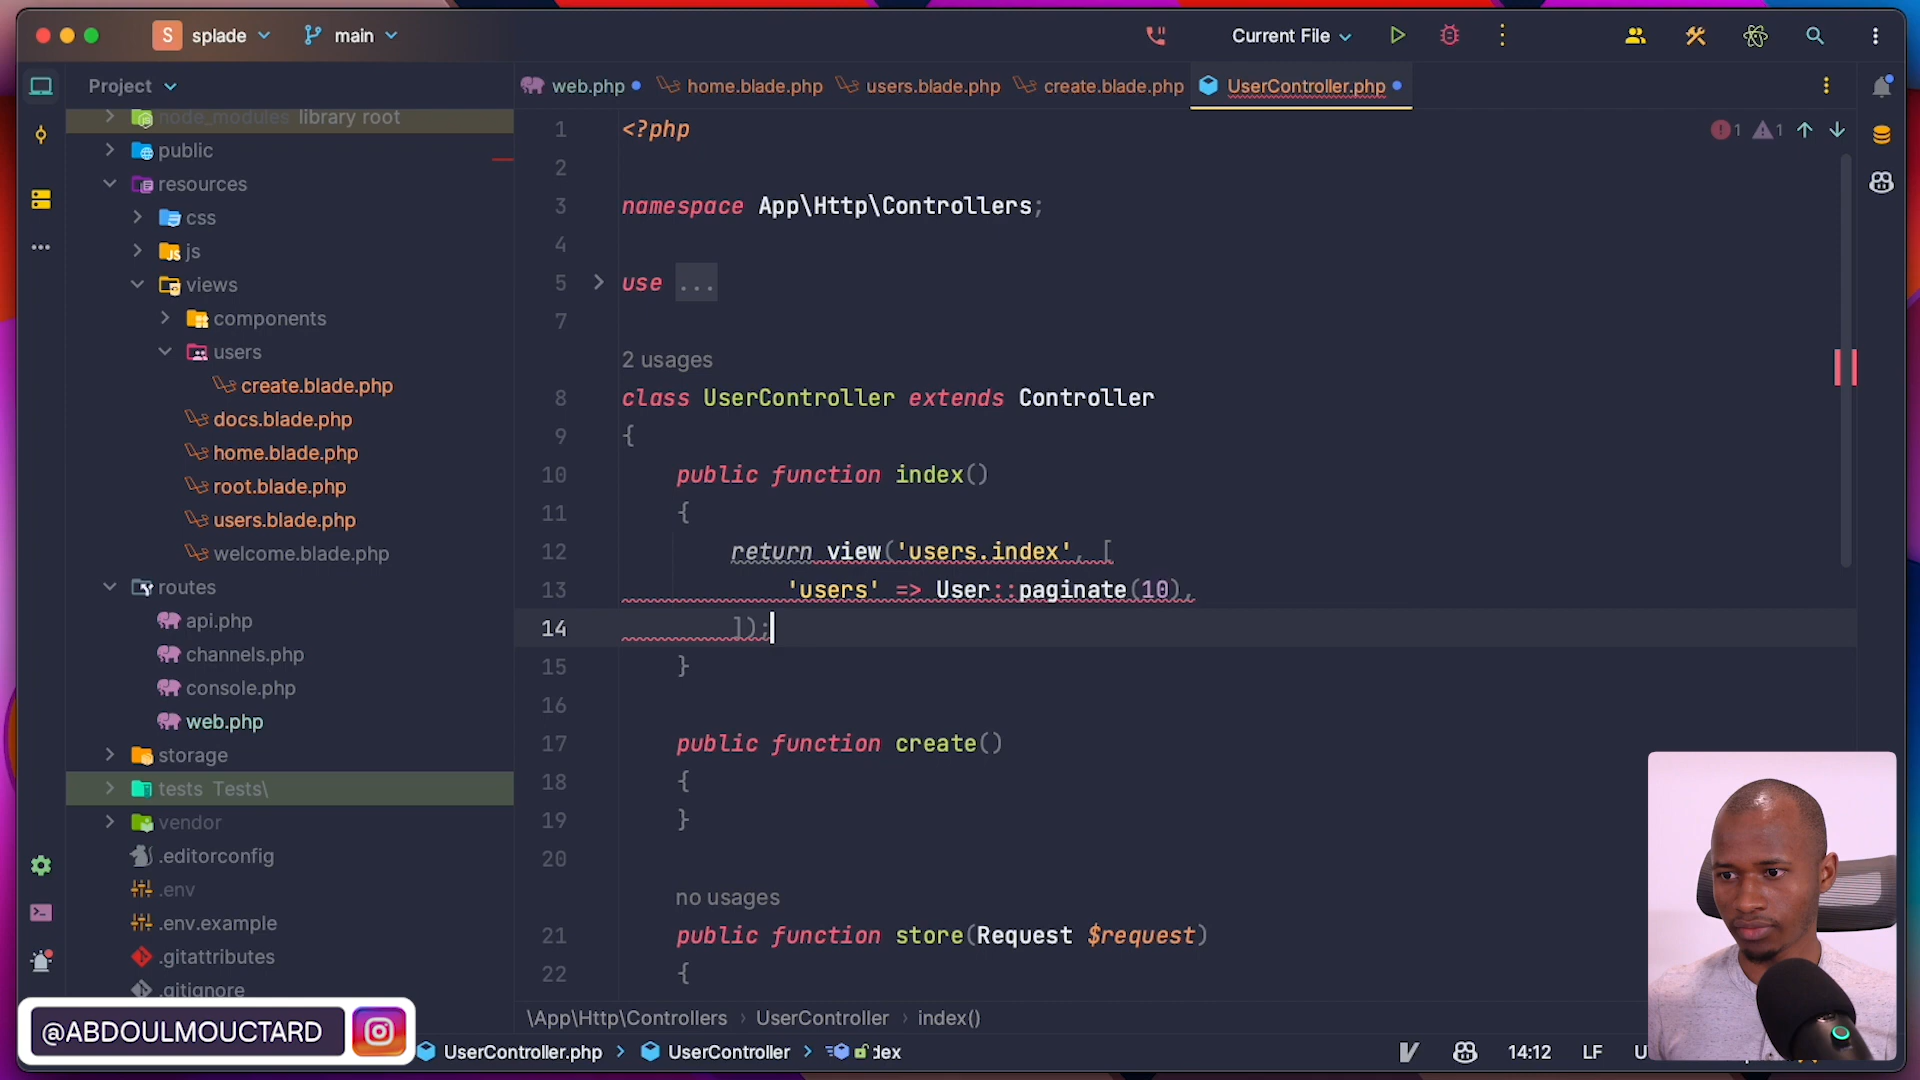 S splade main Current File
Project
web.php home.blade.php users.blade.php create.blade.php UserController.php
node_modules library root
public
resources
css
js
views
components
users
create.blade.php
docs.blade.php
home.blade.php
root.blade.php
users.blade.php
welcome.blade.php
routes
api.php
channels.php
console.php
web.php
storage
tests Tests\
vendor
.editorconfig
.env
.env.example
.gitattributes
.gitignore
1 <?php
1 1
2
3 namespace App\Http\Controllers;
4
5 use ...
7
2 usages
8 class UserController extends Controller
9 {
10 public function index()
11 {
12 return view('users.index', [
13 'users' => User::paginate(10),
14 ]);
15 }
16
17 public function create()
18 {
19 }
20
no usages
21 public function store(Request $request)
22 {
\App\Http\Controllers › UserController › index()
@ABDOULMOUCTARD
UserController.php > UserController >
14:12 LF